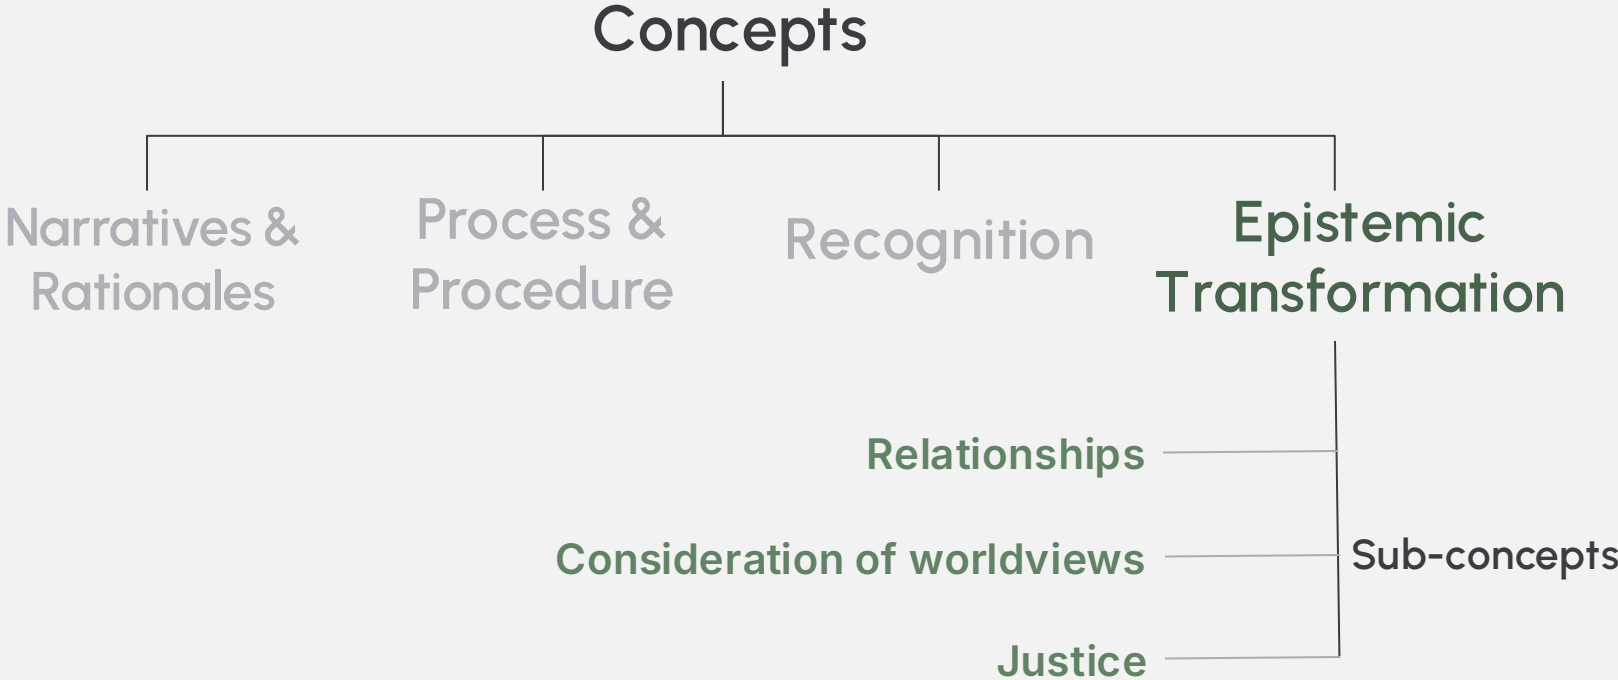 Concepts
Narratives &
Rationales
Process &
Procedure
Recognition
Epistemic
Transformation
Relationships
Consideration of worldviews
Sub-concepts
Justice